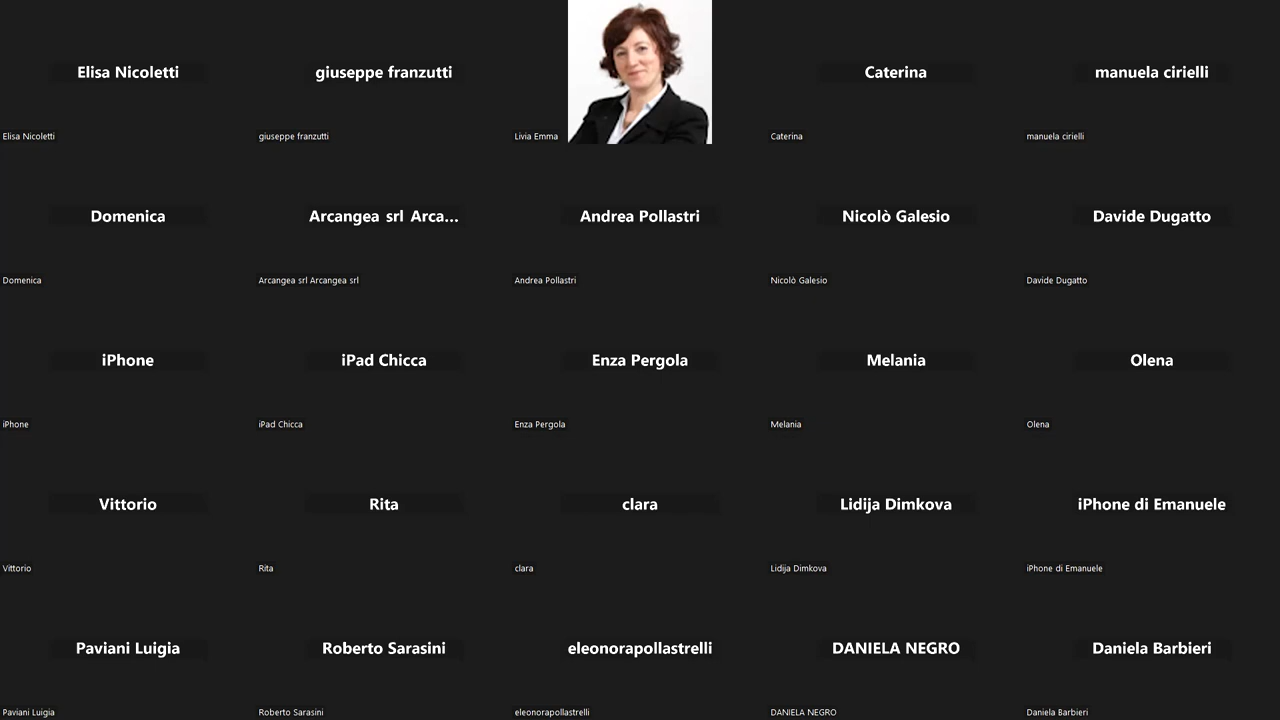 Elisa Nicoletti
giuseppe franzutti
Caterina
manuela cirielli
Elisa Nicoletti
giuseppe franzutti
Livia Emma
Caterina
manuela cirielli
Domenica
Arcangea srl Arca...
Andrea Pollastri
Nicolò Galesio
Davide Dugatto
Domenica
Arcangea srl Arcangea srl
Andrea Pollastri
Nicolò Galesio
Davide Dugatto
iPhone
iPad Chicca
Enza Pergola
Melania
Olena
iPhone
iPad Chicca
Enza Pergola
Melania
Olena
Vittorio
Rita
clara
Lidija Dimkova
iPhone di Emanuele
Vittorio
Rita
clara
Lidija Dimkova
iPhone di Emanuele
Paviani Luigia
Roberto Sarasini
eleonorapollastrelli
DANIELA NEGRO
Daniela Barbieri
Paviani Luigia
Roberto Sarasini
eleonorapollastrelli
DANIELA NEGRO
Daniela Barbieri